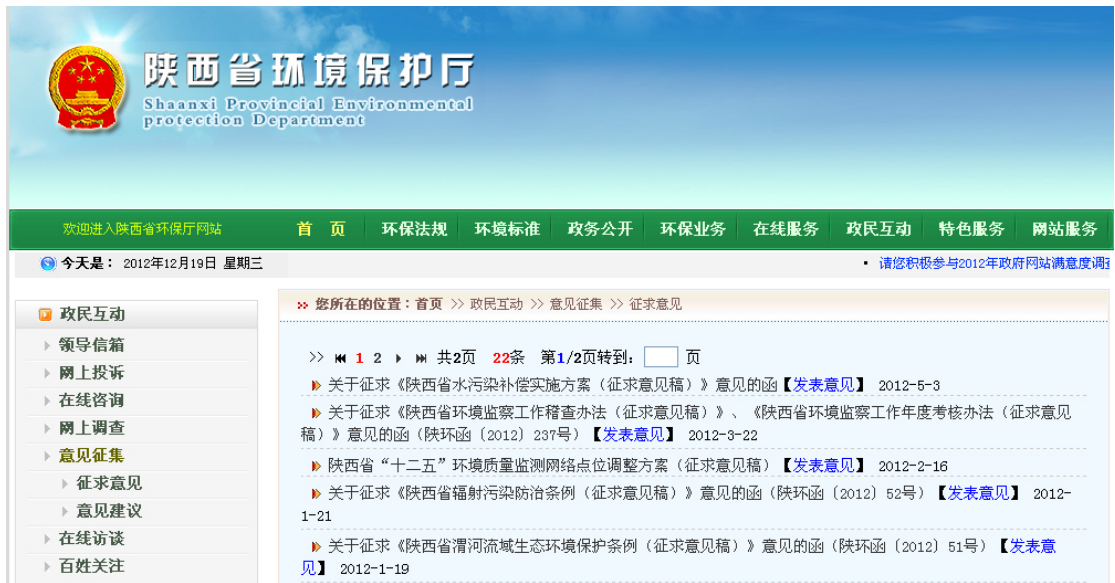 陕西省环境保护厅
Shaanxi Provincial Environmental
protection Department
欢迎进入陕西省环保厅网站 首 页 环保法规 环境标准 政务公开 环保业务 在线服务 政民互动 特色服务 网站服务
今天是： 2012年12月19日 星期三 · 请您积极参与2012年政府网站满意度调查
政民互动
领导信箱
网上投诉
在线咨询
网上调查
意见征集
征求意见
意见建议
在线访谈
百姓关注
您所在的位置：首页 >> 政民互动 >> 意见征集 >> 征求意见
>> 1 2 共2页 22条 第1/2页转到： 页
关于征求《陕西省水污染补偿实施方案（征求意见稿）》意见的函【发表意见】 2012-5-3
关于征求《陕西省环境监察工作稽查办法（征求意见稿）》、《陕西省环境监察工作年度考核办法（征求意见
稿）》意见的函（陕环函〔2012〕237号）【发表意见】 2012-3-22
陕西省“十二五”环境质量监测网络点位调整方案（征求意见稿）【发表意见】 2012-2-16
关于征求《陕西省辐射污染防治条例（征求意见稿）》意见的函（陕环函〔2012〕52号）【发表意见】 2012-
1-21
关于征求《陕西省渭河流域生态环境保护条例（征求意见稿）》意见的函（陕环函〔2012〕51号）【发表意
见】 2012-1-19